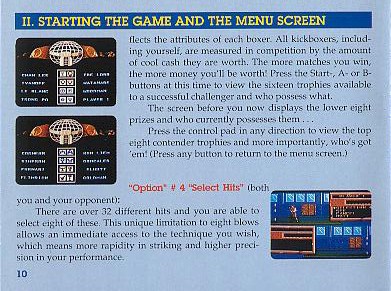 II. STARTING THE GAME AND THE MENU SCREEN
flects the attributes of each boxer. All kickboxers, includ-
ing yourself, are measured in competition by the amount
of cool cash they are worth. The more matches you win,
the more money you'll be worth! Press the Start-, A- or B-
buttons at this time to view the sixteen trophies available
to a successful challenger and who possess what.
The screen before you now displays the lower eight
prizes and who currently possesses them . . .
Press the control pad in any direction to view the top
eight contender trophies and more importantly, who's got
'em! (Press any button to return to the menu screen.)
CHAN LEE
LE BLANC
TRONG PO
WATANABE
PLAYER 1
"Option" # 4 "Select Hits" (both
you and your opponent):
There are over 32 different hits and you are able to
select eight of these. This unique limitation to eight blows
allows an immediate access to the technique you wish,
which means more rapidity in striking and higher preci-
sion in your performance.
10